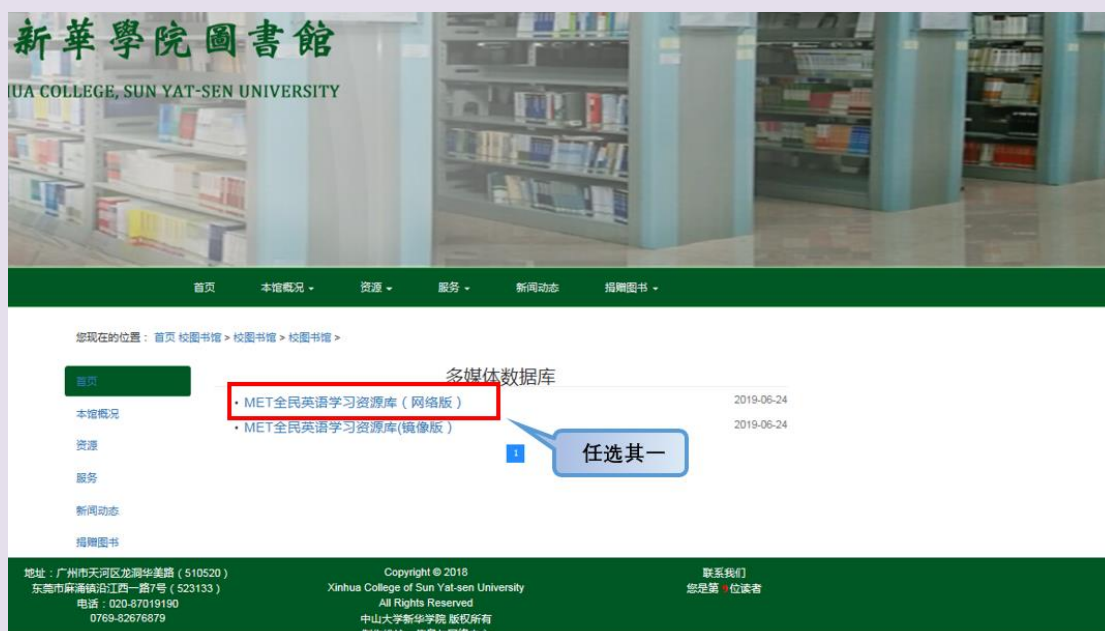 新華學院圖書館
HUA COLLEGE, SUN YAT-SEN UNIVERSITY
首页 本馆概况 资源 服务 新闻动态 捐赠图书
您现在的位置： 首页 校图书馆 > 校图书馆 > 校图书馆 >
首页
本馆概况
资源
服务
新闻动态
捐赠图书
多媒体数据库
• MET全民英语学习资源库（网络版） 2019-06-24
• MET全民英语学习资源库(镜像版） 2019-06-24
1
任选其一
地址：广州市天河区龙洞华美路（510520）
东莞市麻涌镇沿江西一路7号（523133）
电话：020-87019190
0769-82676879
Copyright © 2018
Xinhua College of Sun Yat-sen University
All Rights Reserved
中山大学新华学院 版权所有
联系我们
您是第 9 位读者